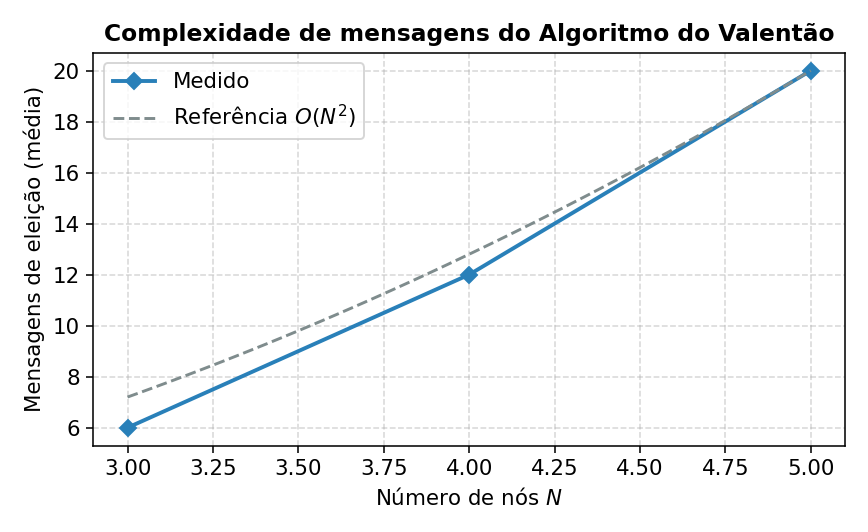 Complexidade de mensagens do Algoritmo do Valentão
Medido
Referência O(N²)
Mensagens de eleição (média)
20
18
16
14
12
10
8
6
3.00 3.25 3.50 3.75 4.00 4.25 4.50 4.75 5.00
Número de nós N